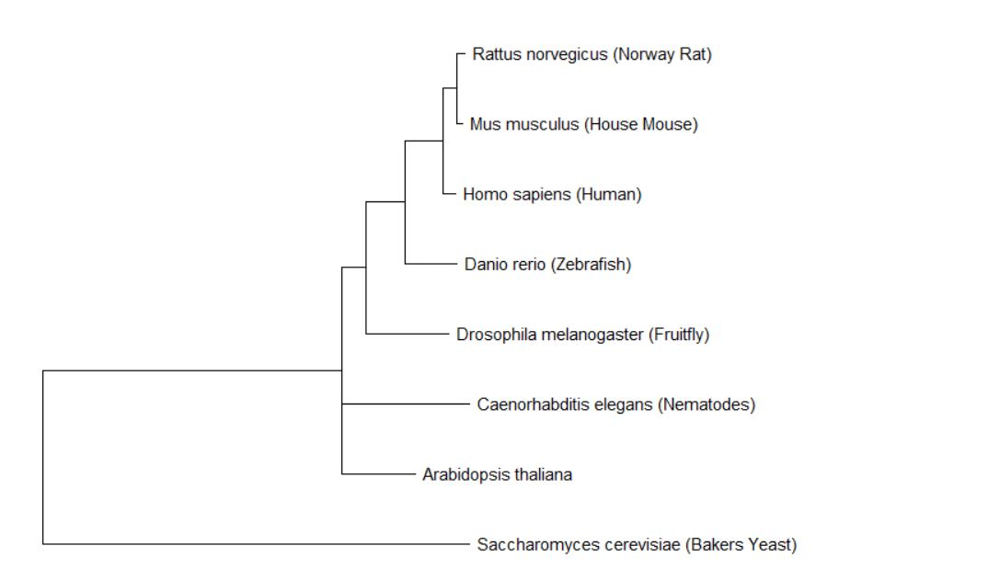 Rattus norvegicus (Norway Rat)
Mus musculus (House Mouse)
Homo sapiens (Human)
Danio rerio (Zebrafish)
Drosophila melanogaster (Fruitfly)
Caenorhabditis elegans (Nematodes)
Arabidopsis thaliana
Saccharomyces cerevisiae (Bakers Yeast)